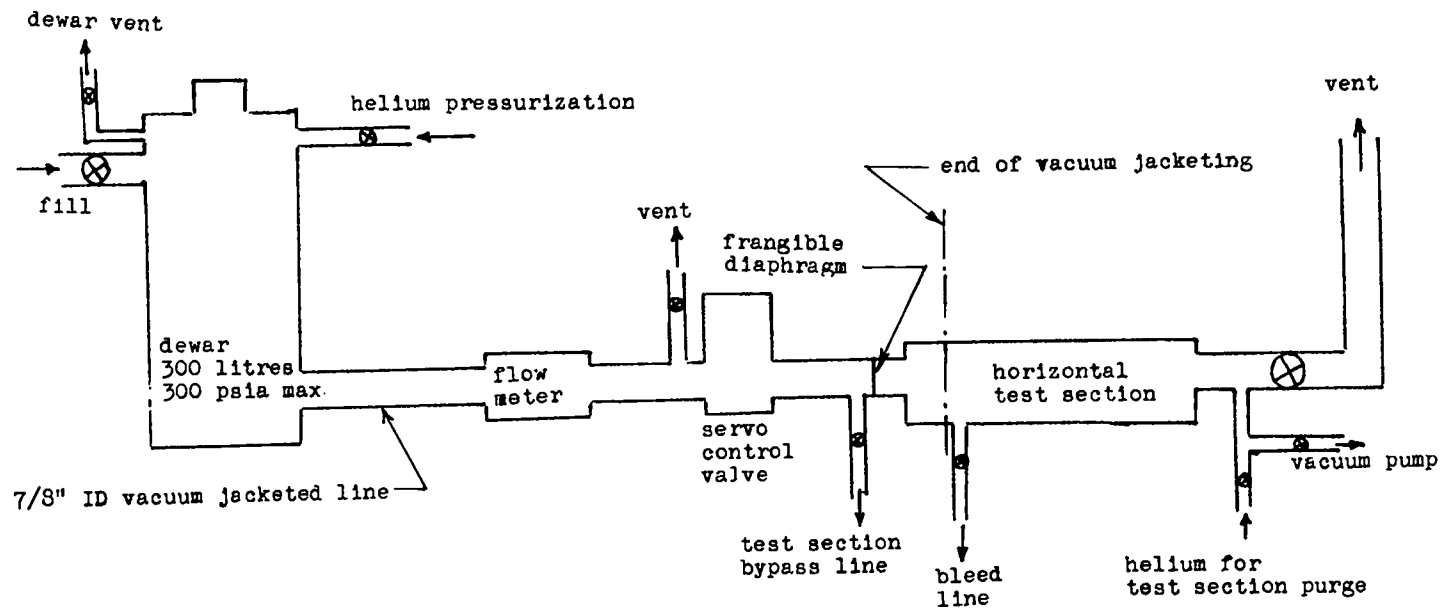 dewar vent
helium pressurization
fill
vent
end of vacuum jacketing
frangible
diaphragm
vent
dewar
300 litres
300 psia max.
flow
meter
horizontal
test section
servo
control
valve
7/8" ID vacuum jacketed line
vacuum pump
test section
bypass line
bleed
line
helium for
test section purge